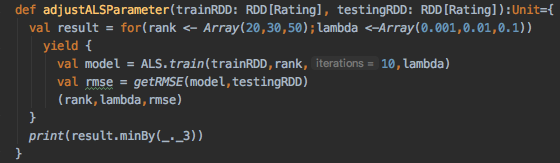 def adjustALSParameter(trainRDD: RDD[Rating], testingRDD: RDD[Rating]):Unit={
val result = for(rank <- Array(20,30,50);lambda <-Array(0.001,0.01,0.1))
yield {
val model = ALS.train(trainRDD,rank, iterations = 10,lambda)
val rmse = getRMSE(model,testingRDD)
(rank,lambda,rmse)
}
print(result.minBy(_._3))
}